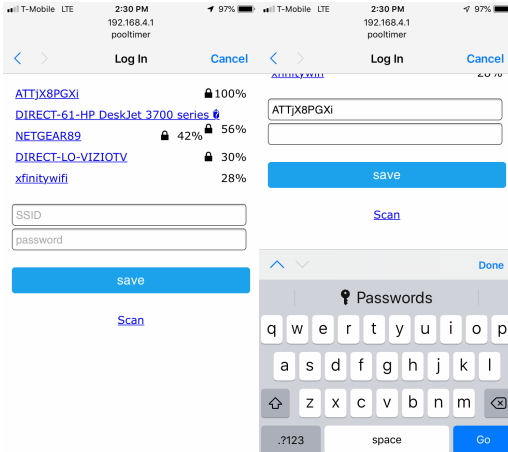 T-Mobile LTE 2:30 PM 97%
192.168.4.1
pooltimer
Log In Cancel
ATTjX8PGXi 100%
DIRECT-61-HP DeskJet 3700 series
56%
NETGEAR89 42%
DIRECT-LO-VIZIOTV 30%
xfinitywifi 28%
SSID
password
save
Scan
T-Mobile LTE 2:30 PM 97%
192.168.4.1
pooltimer
Log In Cancel
xfinitywifi 28%
ATTjX8PGXi
save
Scan
Done
Passwords
q w e r t y u i o p
a s d f g h j k l
z x c v b n m
.?123 space Go